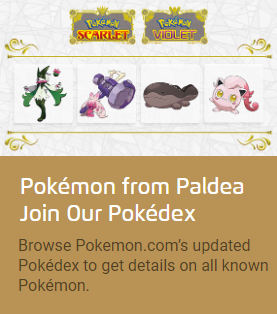 POKéMON POKéMON
SCARLET VIOLET
Pokémon from Paldea
Join Our Pokédex
Browse Pokemon.com's updated
Pokédex to get details on all known
Pokémon.